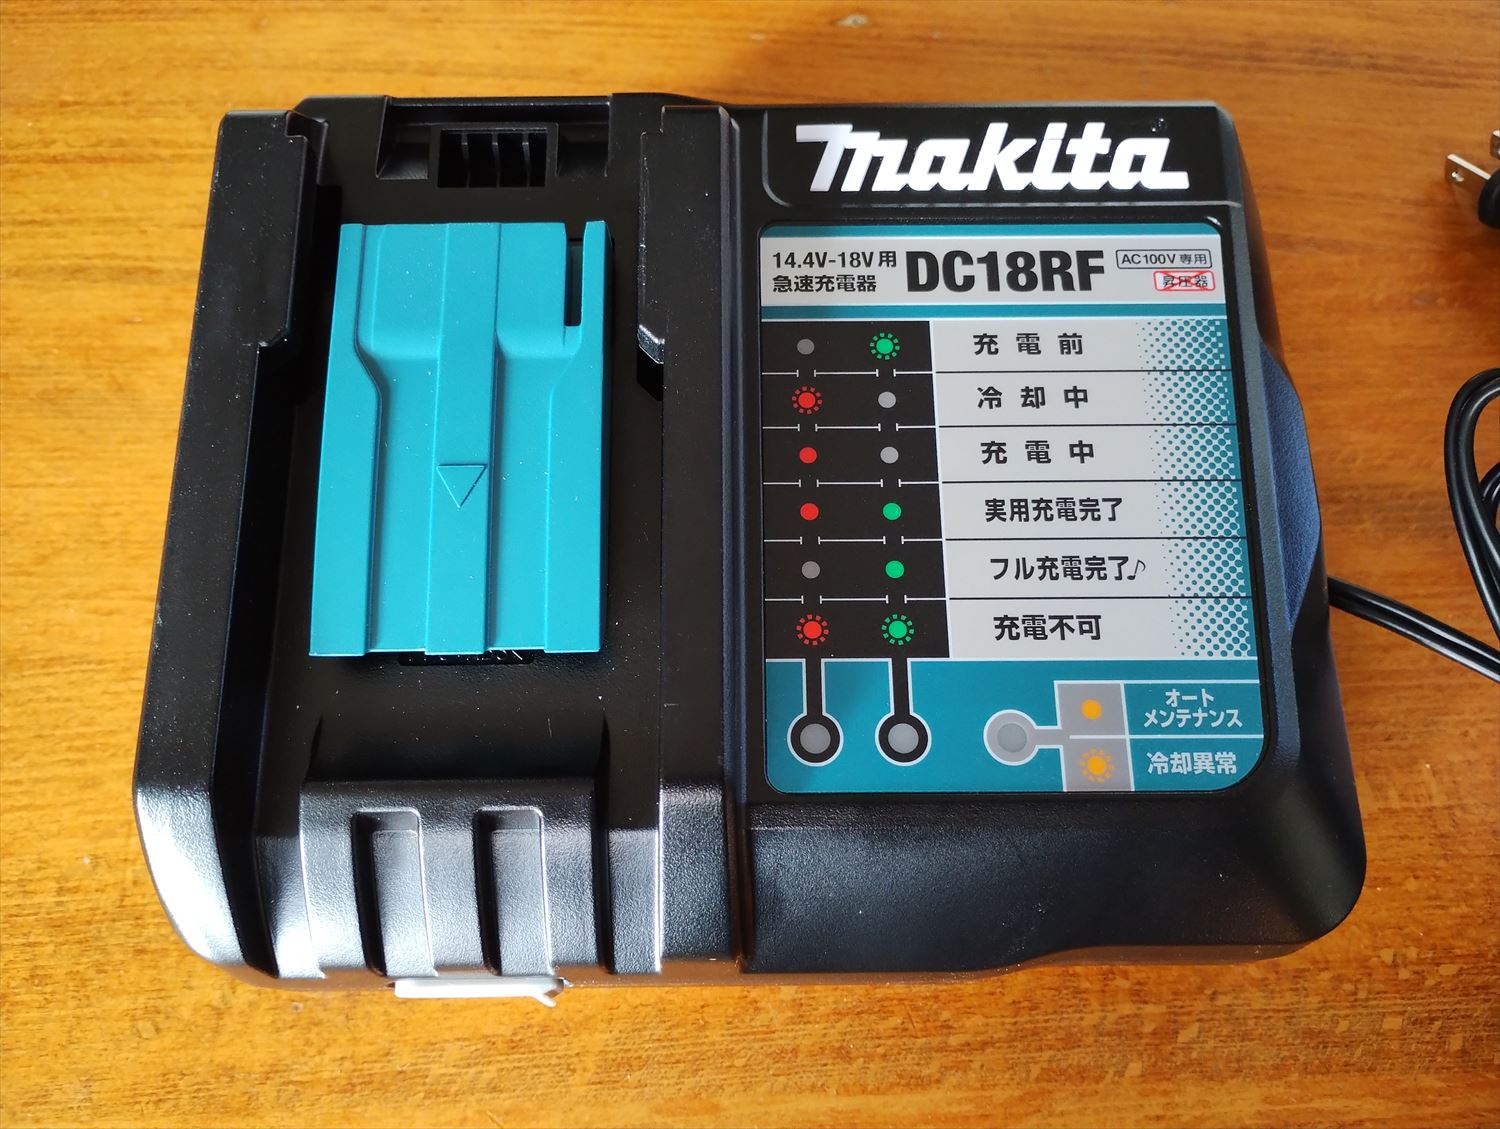 makita
14.4V-18V用
急速充電器
DC18RF
AC100V専用
昇圧器
充電前
冷却中
充電中
実用充電完了
フル充電完了♪
充電不可
オート
メンテナンス
冷却異常